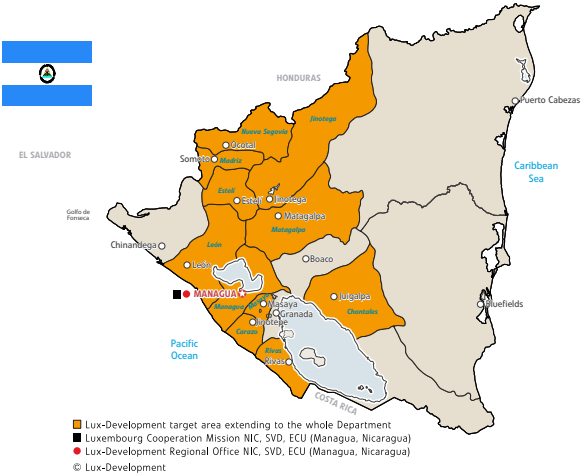 HONDURAS
Nueva Segovia
Jinotega
Puerto Cabezas
Ocotal
EL SALVADOR
Somoto
Madriz
Caribbean
Sea
Estelí
Estelí
Jinotega
Golfo de
Fonseca
Matagalpa
Matagalpa
Chinandega
León
Boaco
León
MANAGUA
Juigalpa
Masaya
Managua
Granada
Chontales
Bluefields
Jinotepe
Carazo
Pacific
Ocean
Rivas
Rivas
COSTA RICA
Lux-Development target area extending to the whole Department
Luxembourg Cooperation Mission NIC, SVD, ECU (Managua, Nicaragua)
Lux-Development Regional Office NIC, SVD, ECU (Managua, Nicaragua)
© Lux-Development